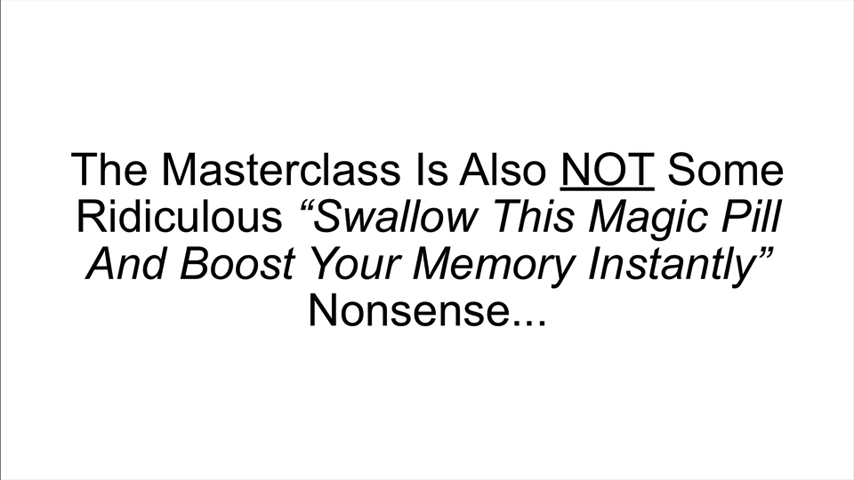 The Masterclass Is Also NOT Some
Ridiculous “Swallow This Magic Pill
And Boost Your Memory Instantly”
Nonsense...